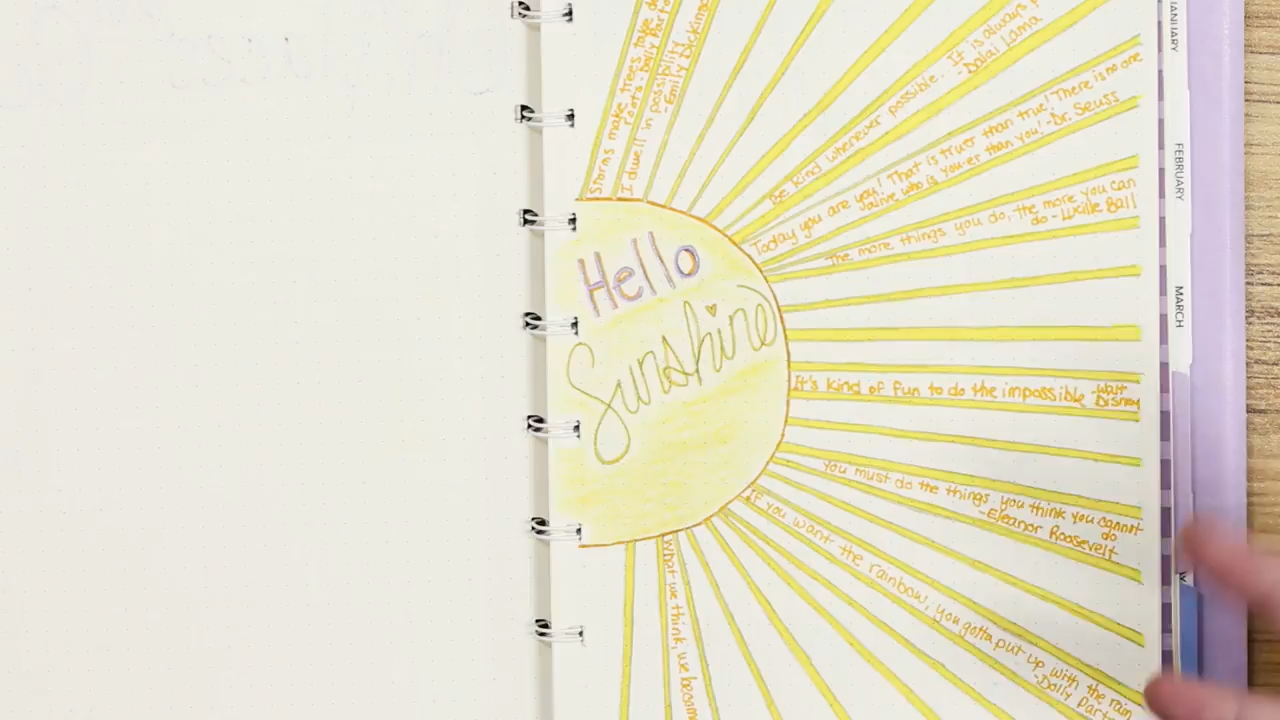 Storms make trees take
roots - Dolly Parto
I dwell in possibility
- Emily Dickinso
Be kind whenever possible. It is always p
- Dalai Lama
Today you are you! That is truer than true! There is no one
alive who is you-er than you! - Dr. Seuss
The more things you do, the more you can
do - Lucille Ball
Hello
Sunshine
It's kind of fun to do the impossible - Walt
Disney
You must do the things you think you cannot
do
- Eleanor Roosevelt
If you want the rainbow, you gotta put up with the rain
- Dolly Part
What we think, we become
JANUARY
FEBRUARY
MARCH